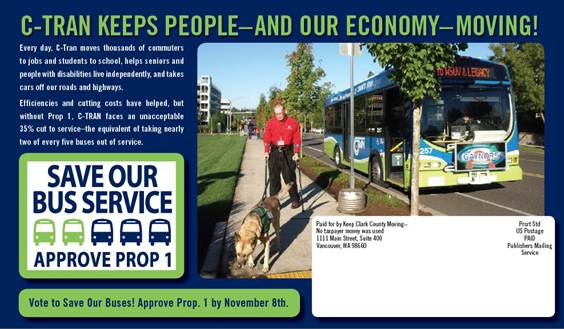 C-TRAN KEEPS PEOPLE–AND OUR ECONOMY–MOVING!
Every day, C-Tran moves thousands of commuters
to jobs and students to school, helps seniors and
people with disabilities live independently, and takes
cars off our roads and highways.
Efficiencies and cutting costs have helped, but
without Prop 1, C-TRAN faces an unacceptable
35% cut to service–the equivalent of taking nearly
two of every five buses out of service.
SAVE OUR
BUS SERVICE
APPROVE PROP 1
Vote to Save Our Buses! Approve Prop. 1 by November 8th.
TO WSUV & LEGACY
257
GAYNOR'S
Paid for by Keep Clark County Moving–
No taxpayer money was used
1111 Main Street, Suite 400
Vancouver, WA 98660
Prsrt Std
US Postage
PAID
Publishers Mailing
Service